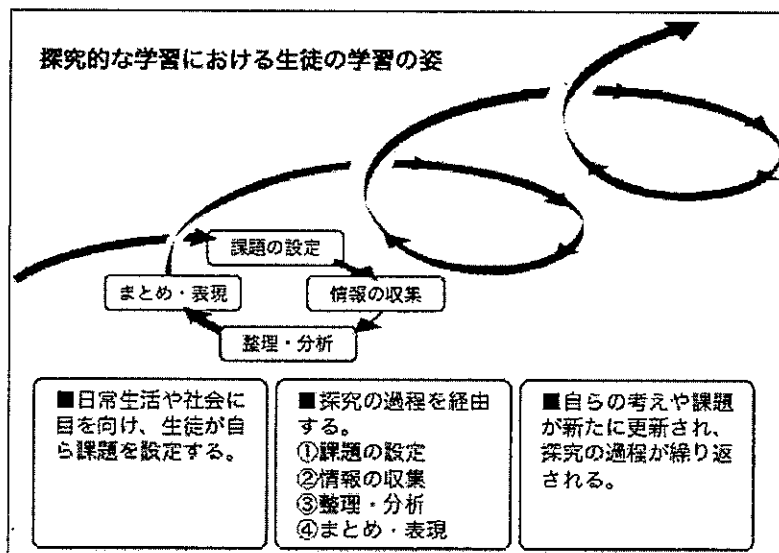 探究的な学習における生徒の学習の姿
課題の設定
まとめ・表現
情報の収集
整理・分析
■日常生活や社会に
目を向け、生徒が自
ら課題を設定する。
■探究の過程を経由
する。
①課題の設定
②情報の収集
③整理・分析
④まとめ・表現
■自らの考えや課題
が新たに更新され、
探究の過程が繰り返
される。